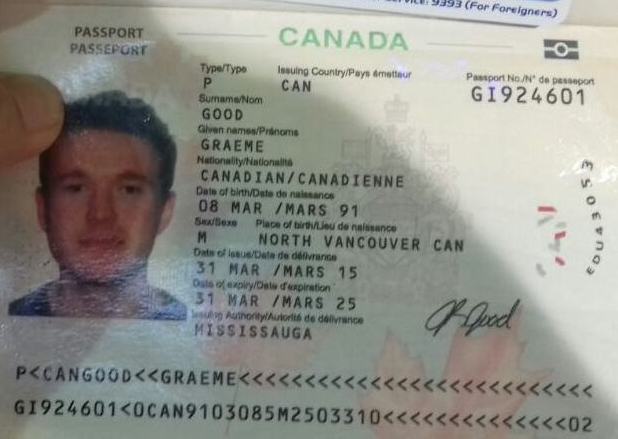 9393 (For Foreigners)
PASSPORT
PASSEPORT
CANADA
Type/Type Issuing Country/Pays émetteur Passport No./N° de passeport
P CAN GI924601
Surname/Nom
GOOD
Given names/Prénoms
GRAEME
Nationality/Nationalité
CANADIAN/CANADIENNE
Date of birth/Date de naissance
08 MAR /MARS 91
Sex/Sexe Place of birth/Lieu de naissance
M NORTH VANCOUVER CAN
Date of issue/Date de délivrance
31 MAR /MARS 15
Date of expiry/Date d'expiration
31 MAR /MARS 25
Issuing Authority/Autorité de délivrance
MISSISSAUGA
Good
P<CANGOOD<<GRAEME<<<<<<<<<<<<<<<<<<<<<<<<<<<
GI924601<0CAN9103085M2503310<<<<<<<<<<<<<<02